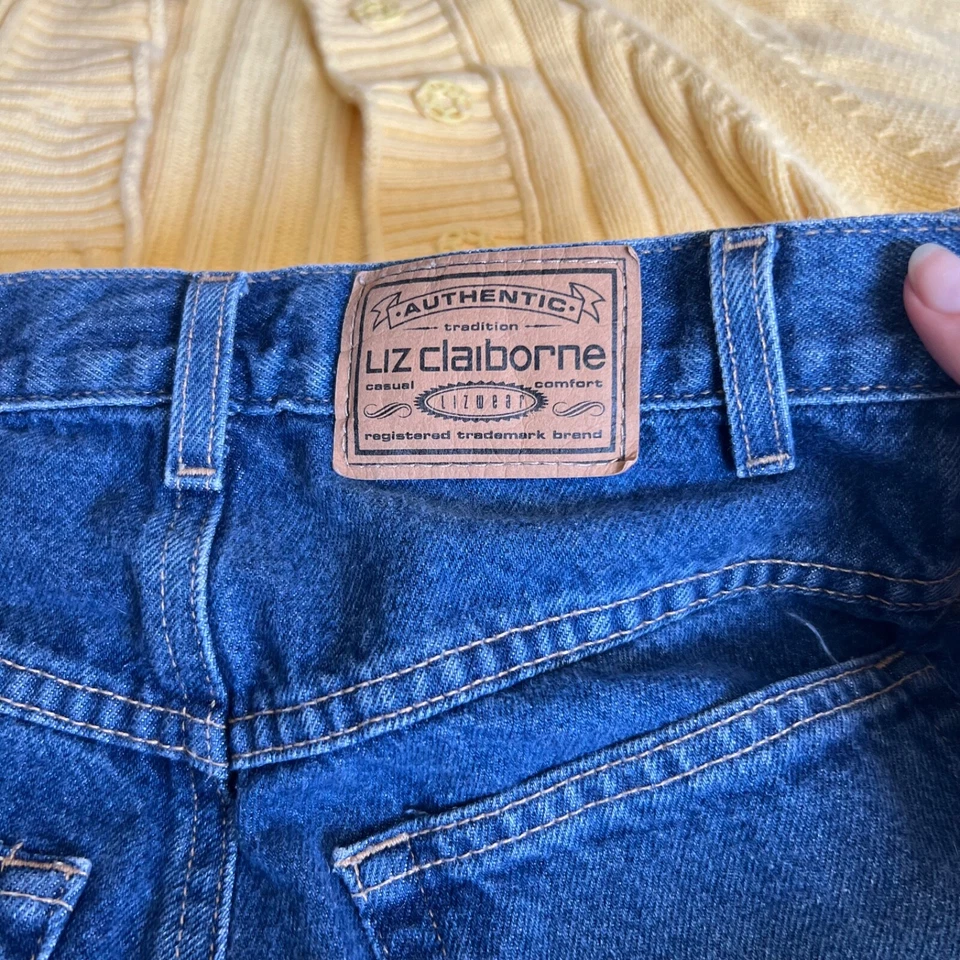 ·AUTHENTIC·
tradition
LIZ claiborne
casual comfort
Lizwear
registered trademark brand